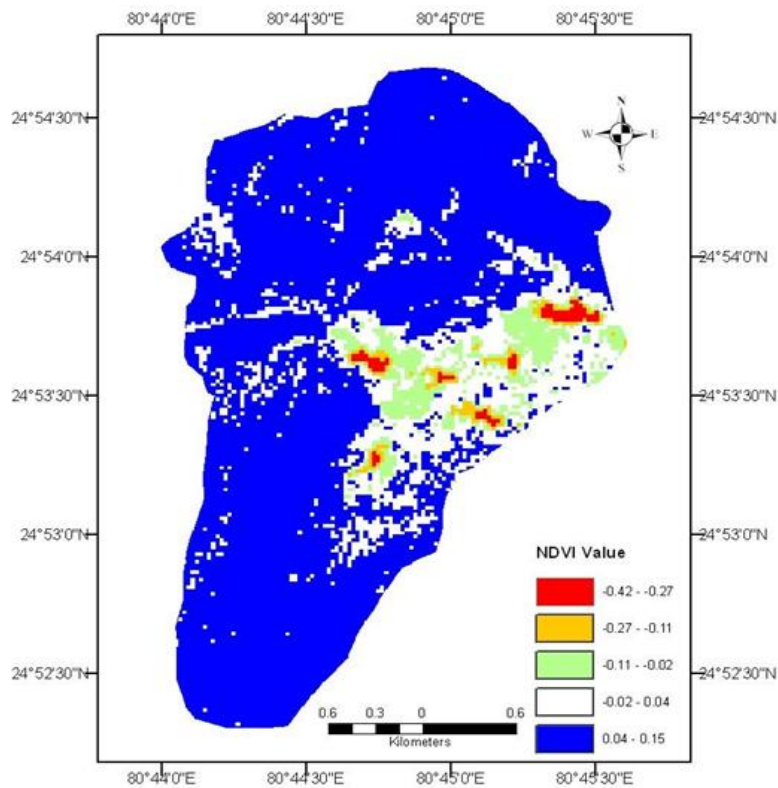 80°44'0"E 80°44'30"E 80°45'0"E 80°45'30"E
24°54'30"N 24°54'30"N
N
W E
S
24°54'0"N 24°54'0"N
24°53'30"N 24°53'30"N
24°53'0"N 24°53'0"N
NDVI Value
-0.42 - -0.27
-0.27 - -0.11
-0.11 - -0.02
-0.02 - 0.04
0.04 - 0.15
24°52'30"N 24°52'30"N
0.6 0.3 0 0.6
Kilometers
80°44'0"E 80°44'30"E 80°45'0"E 80°45'30"E